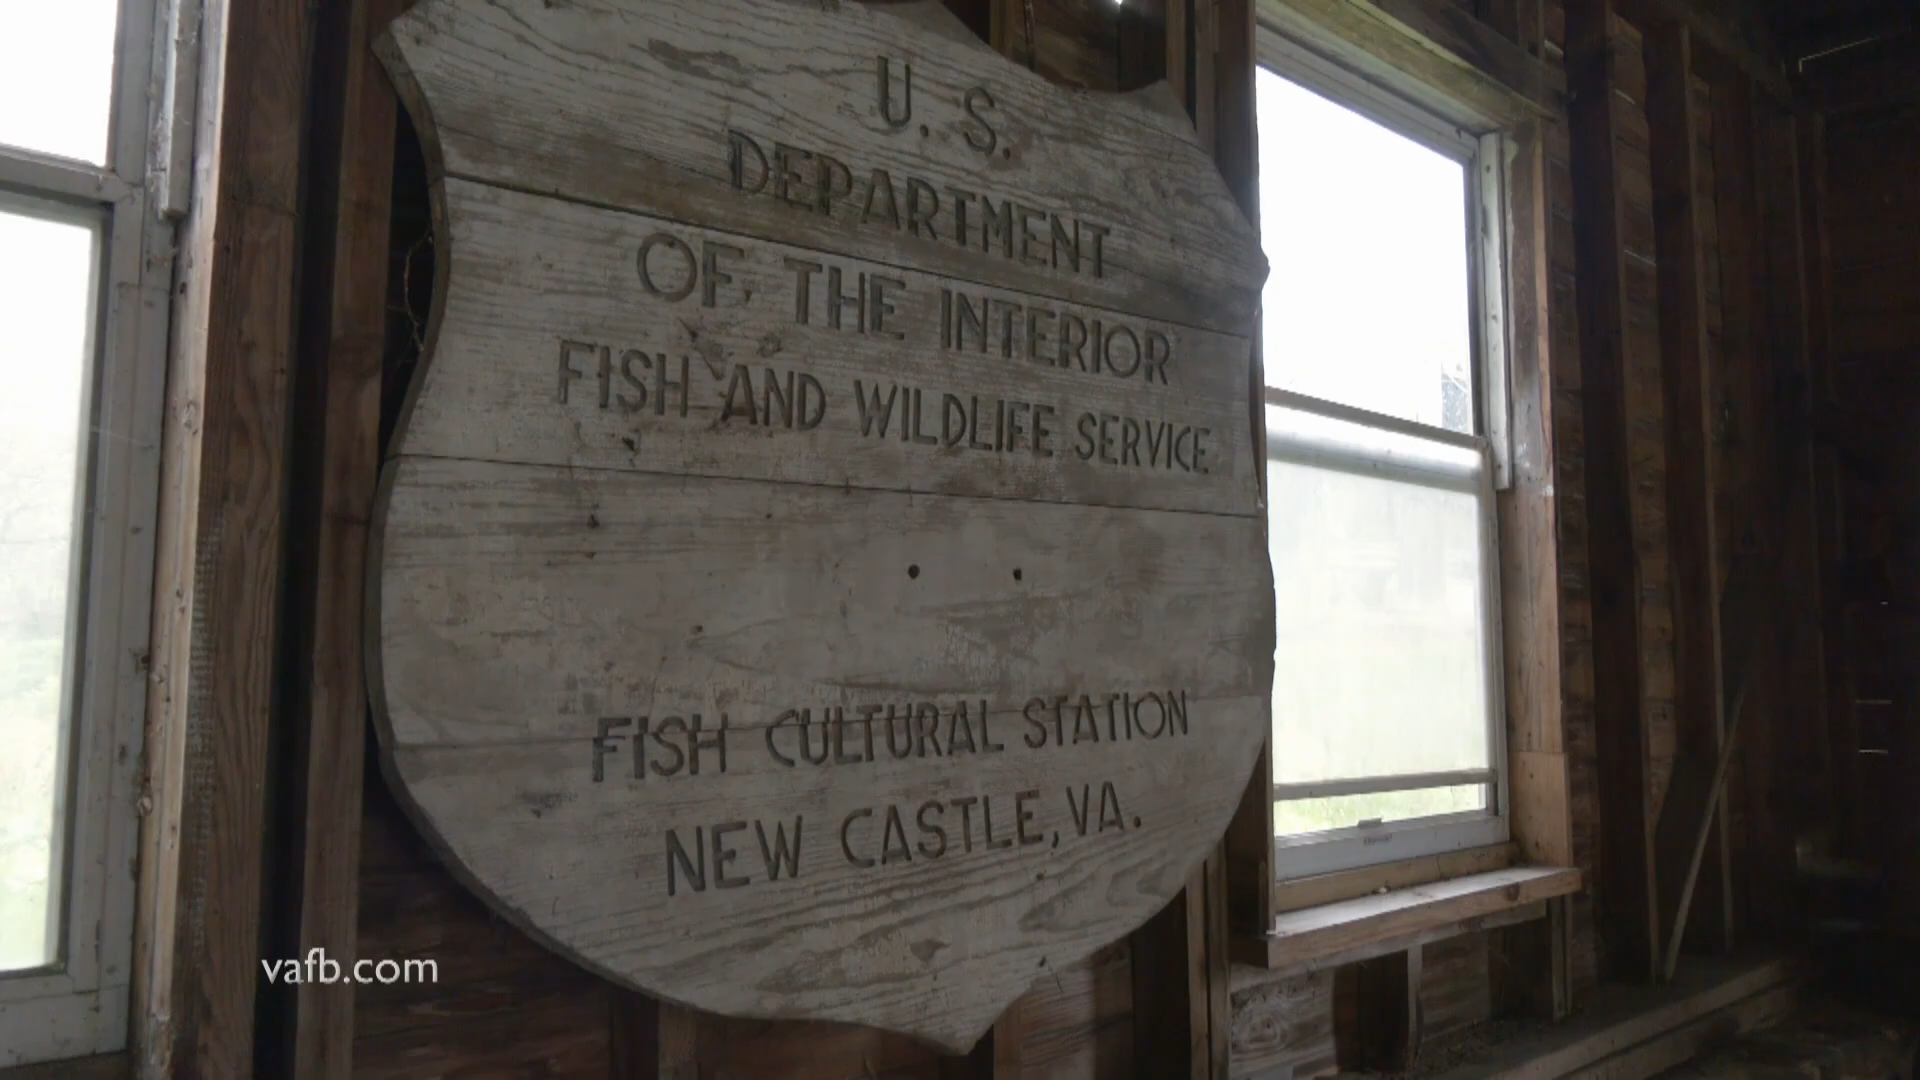 U. S.
DEPARTMENT
OF THE INTERIOR
FISH AND WILDLIFE SERVICE
FISH CULTURAL STATION
NEW CASTLE, VA.
vafb.com